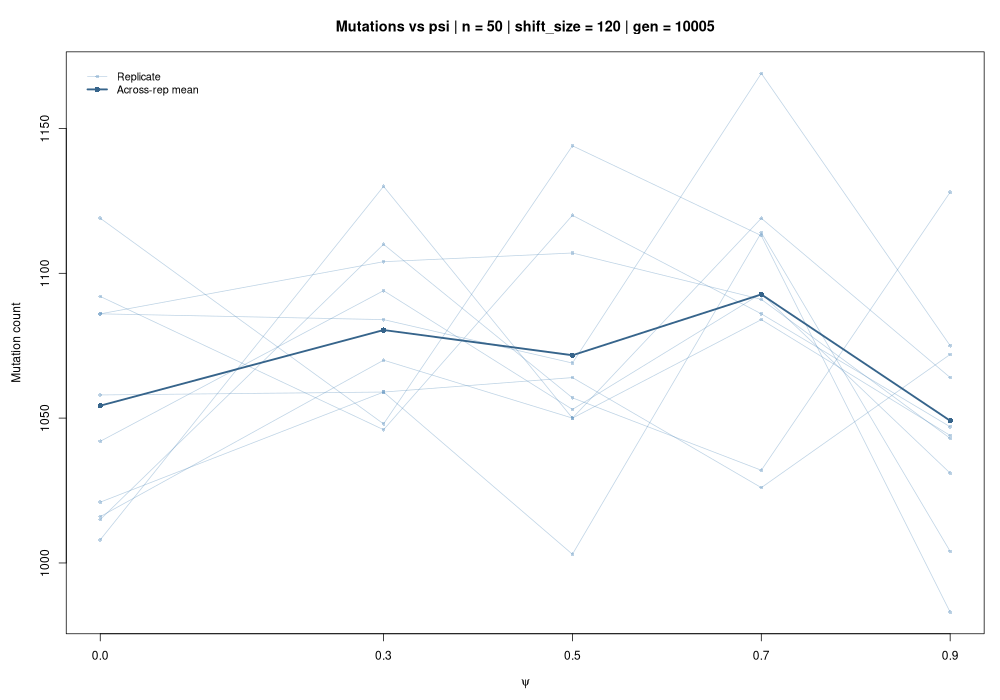 Mutations vs psi | n = 50 | shift_size = 120 | gen = 10005
Replicate
Across-rep mean
Mutation count
1150
1100
1050
1000
0.0 0.3 0.5 0.7 0.9
ψ